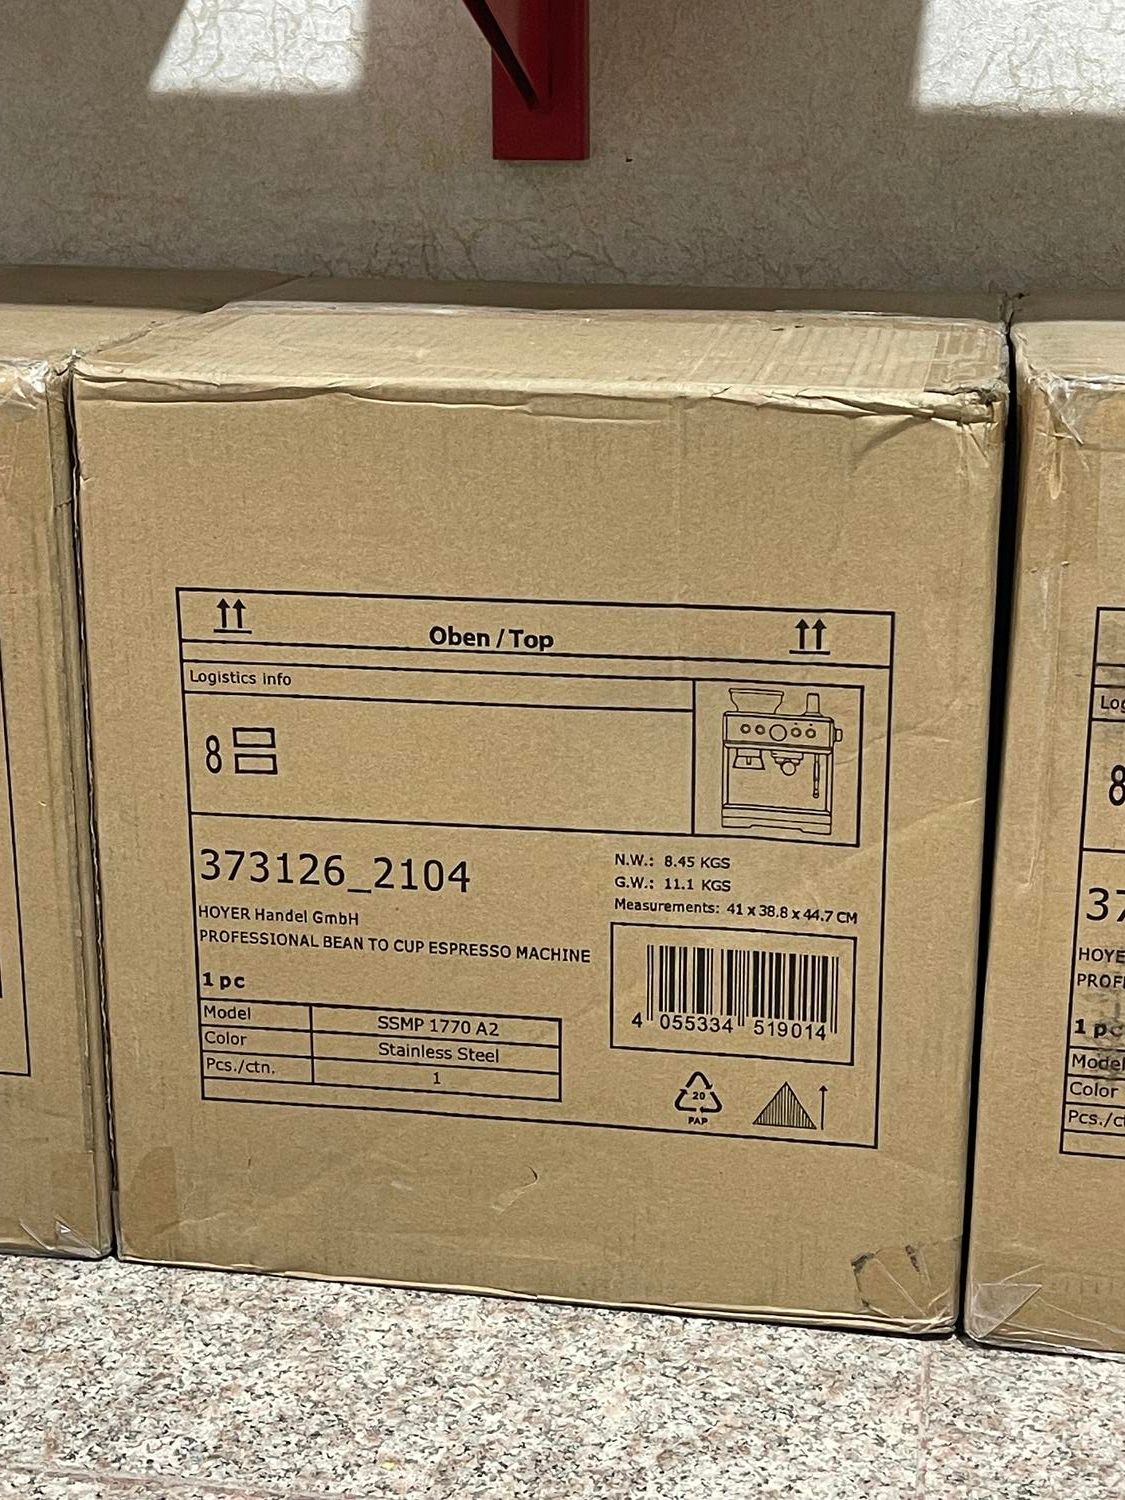 Oben / Top
Logistics info
8
373126_2104
HOYER Handel GmbH
PROFESSIONAL BEAN TO CUP ESPRESSO MACHINE
1 pc
Model SSMP 1770 A2
Color Stainless Steel
Pcs./ctn. 1
N.W.: 8.45 KGS
G.W.: 11.1 KGS
Measurements: 41 x 38.8 x 44.7 CM
4 055334 519014
20
PAP
Log
8
37
HOYE
PROF
1 pc
Model
Color
Pcs./ct